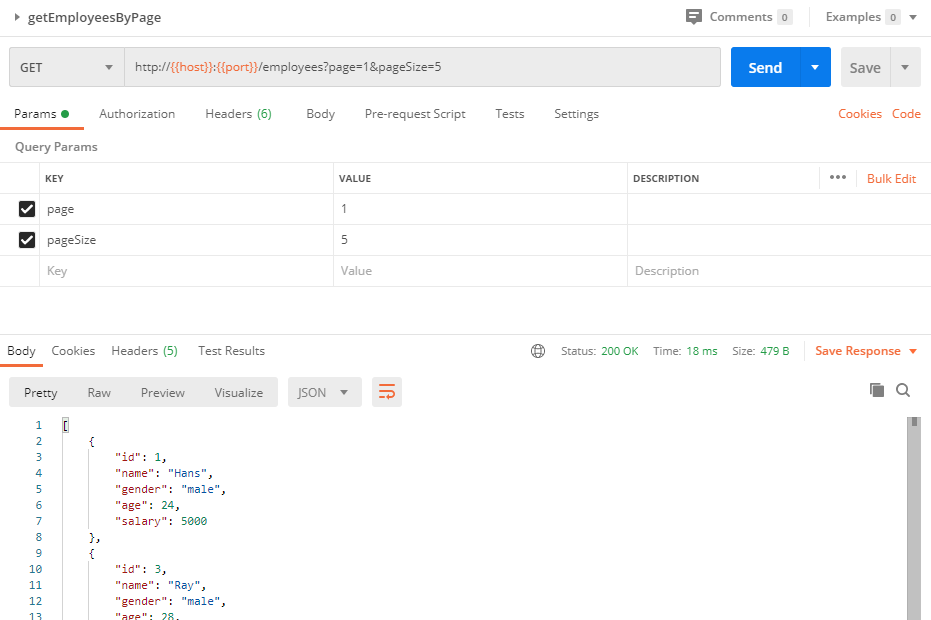 getEmployeesByPage Comments 0 Examples 0
GET http://{{host}}:{{port}}/employees?page=1&pageSize=5 Send Save
Params Authorization Headers (6) Body Pre-request Script Tests Settings Cookies Code
Query Params
KEY VALUE DESCRIPTION ••• Bulk Edit
page 1
pageSize 5
Key Value Description
Body Cookies Headers (5) Test Results Status: 200 OK Time: 18 ms Size: 479 B Save Response
Pretty Raw Preview Visualize JSON
1 [
2 {
3 "id": 1,
4 "name": "Hans",
5 "gender": "male",
6 "age": 24,
7 "salary": 5000
8 },
9 {
10 "id": 3,
11 "name": "Ray",
12 "gender": "male",
13 "age": 28,